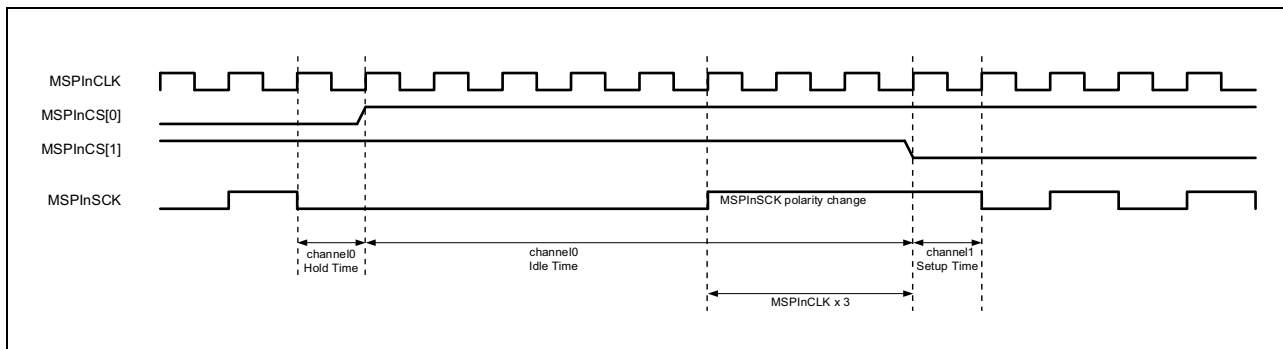 MSPInCLK
MSPInCS[0]
MSPInCS[1]
MSPInSCK
MSPInSCK polarity change
channel0
Hold Time
channel0
Idle Time
channel1
Setup Time
MSPInCLK x 3